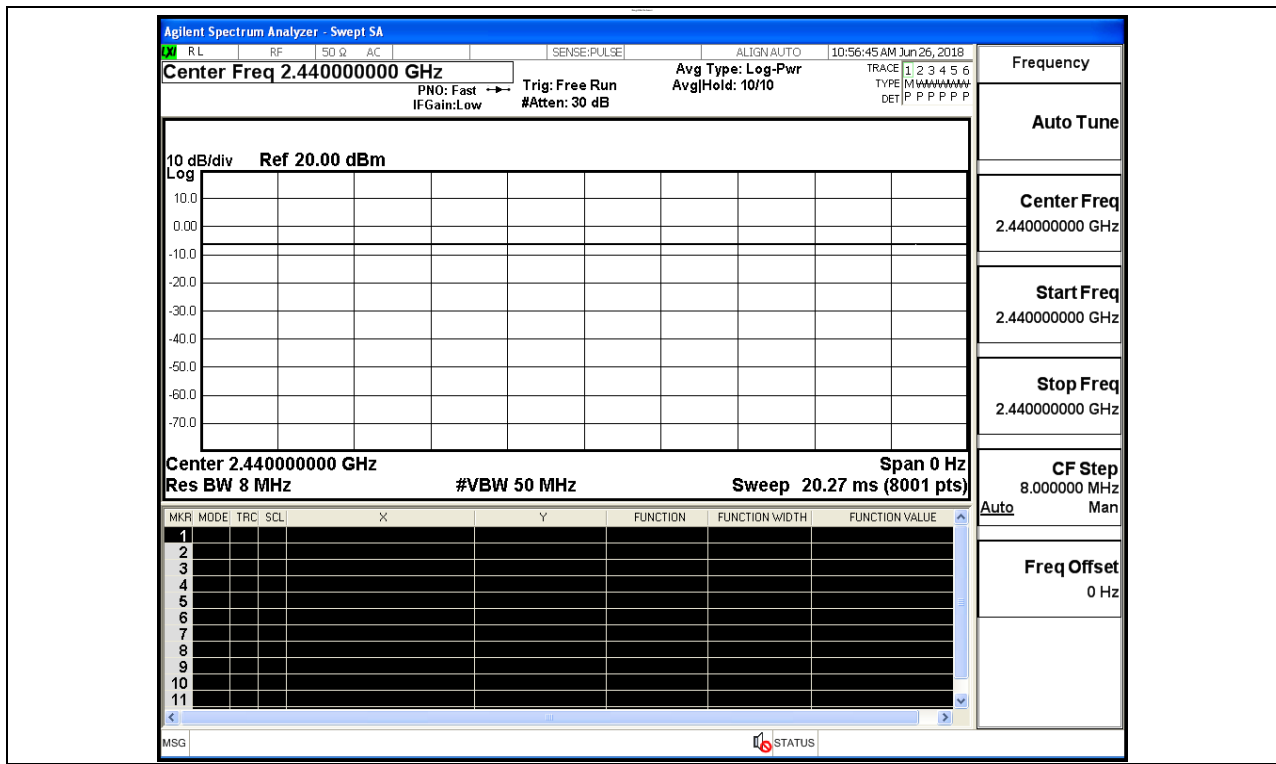 Agilent Spectrum Analyzer - Swept SA
LXI RL RF 50 Ω AC SENSE:PULSE ALIGN AUTO 10:56:45 AM Jun 26, 2018
Center Freq 2.440000000 GHz
PNO: Fast
IFGain:Low
Trig: Free Run
#Atten: 30 dB
Avg Type: Log-Pwr
Avg|Hold: 10/10
TRACE 1 2 3 4 5 6
TYPE M WWWWW
DET P P P P P P
10 dB/div Ref 20.00 dBm
Log
10.0
0.00
-10.0
-20.0
-30.0
-40.0
-50.0
-60.0
-70.0
Center 2.440000000 GHz Span 0 Hz
Res BW 8 MHz #VBW 50 MHz Sweep 20.27 ms (8001 pts)
MKR MODE TRC SCL X Y FUNCTION FUNCTION WIDTH FUNCTION VALUE
1
2
3
4
5
6
7
8
9
10
11
MSG STATUS
Frequency
Auto Tune
Center Freq
2.440000000 GHz
Start Freq
2.440000000 GHz
Stop Freq
2.440000000 GHz
CF Step
8.000000 MHz
Auto Man
Freq Offset
0 Hz